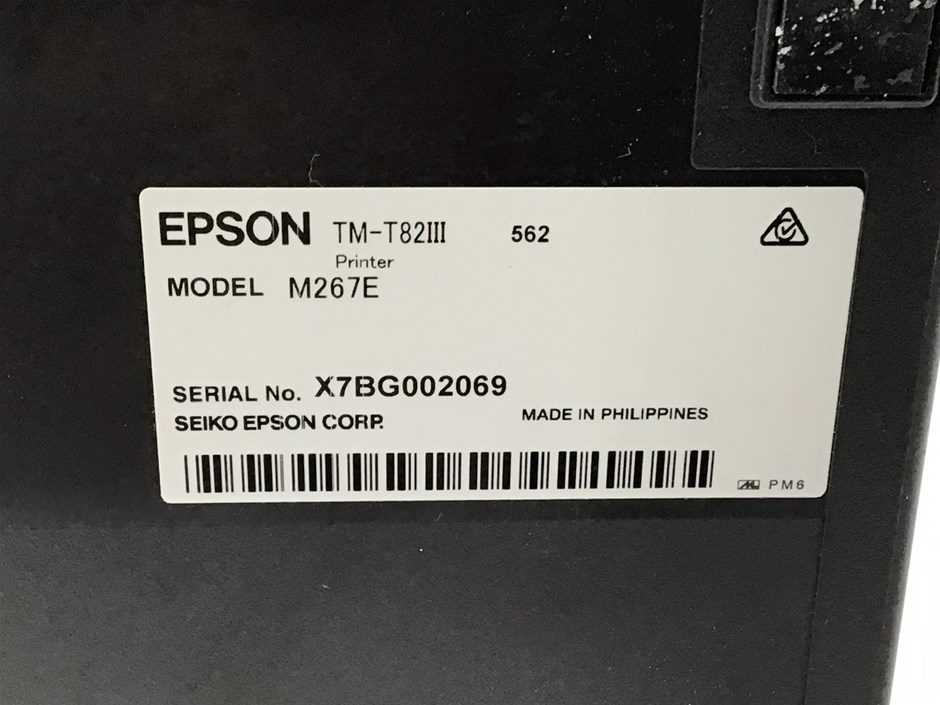 EPSON TM-T82III 562
Printer
MODEL M267E
SERIAL No. X7BG002069
SEIKO EPSON CORP. MADE IN PHILIPPINES
PM6